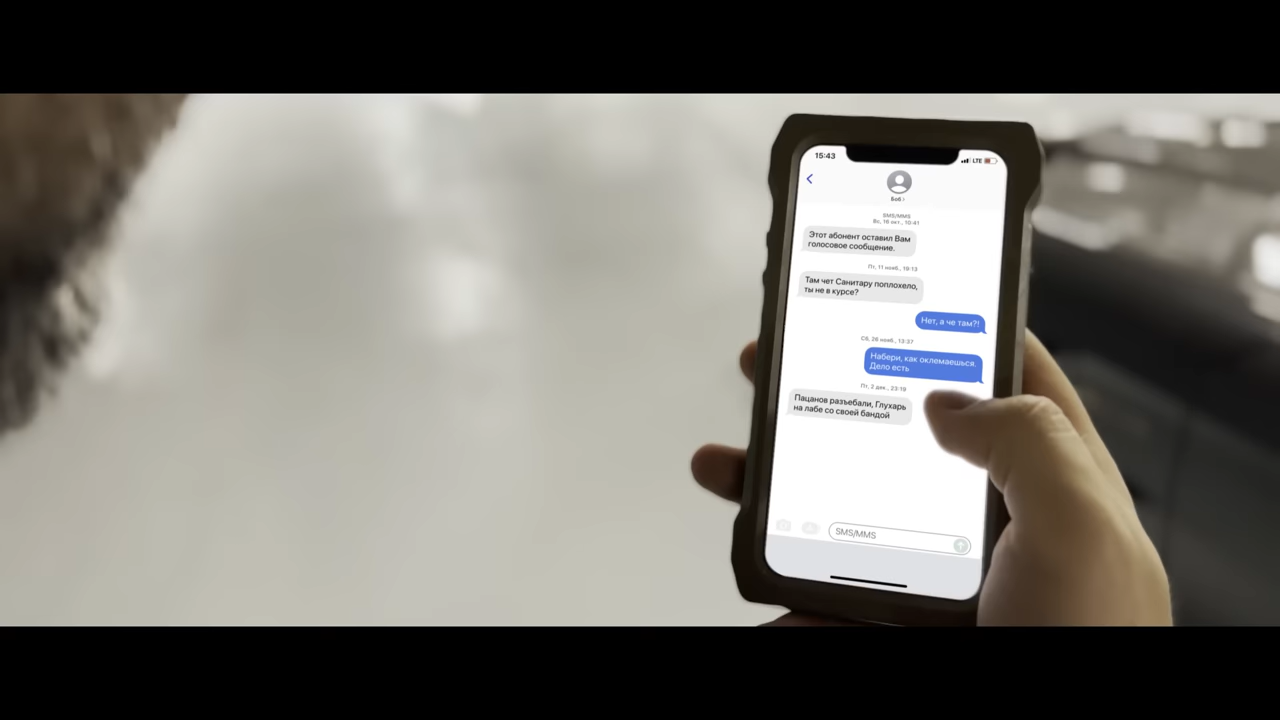 15:43
LTE
Боб
SMS/MMS
Вс, 16 окт., 10:41
Этот абонент оставил Вам
голосовое сообщение.
Пт, 11 нояб., 19:13
Там чет Санитару поплохело,
ты не в курсе?
Нет, а че там?!
Сб, 26 нояб., 13:37
Набери, как оклемаешься.
Дело есть
Пт, 2 дек., 23:19
Пацанов разъебали, Глухарь
на лабе со своей бандой
SMS/MMS